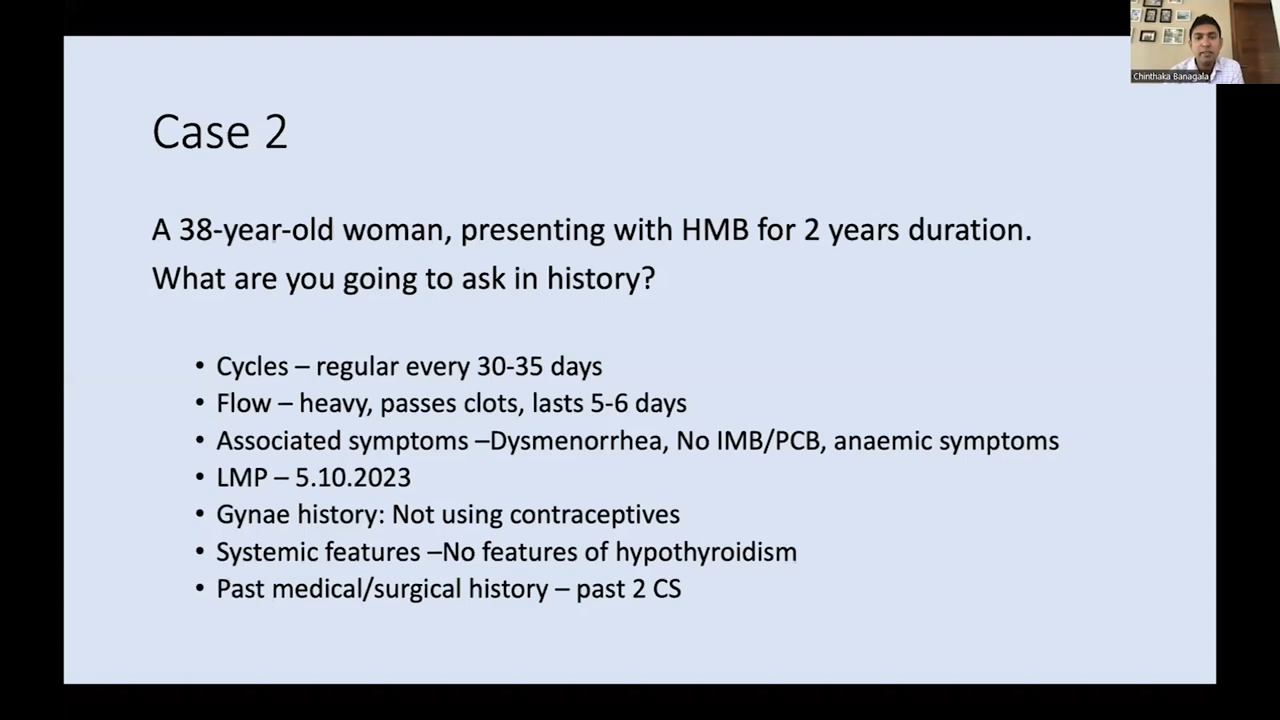 Chinthaka Banagala
Case 2
A 38-year-old woman, presenting with HMB for 2 years duration.
What are you going to ask in history?
• Cycles – regular every 30-35 days
• Flow – heavy, passes clots, lasts 5-6 days
• Associated symptoms –Dysmenorrhea, No IMB/PCB, anaemic symptoms
• LMP – 5.10.2023
• Gynae history: Not using contraceptives
• Systemic features –No features of hypothyroidism
• Past medical/surgical history – past 2 CS